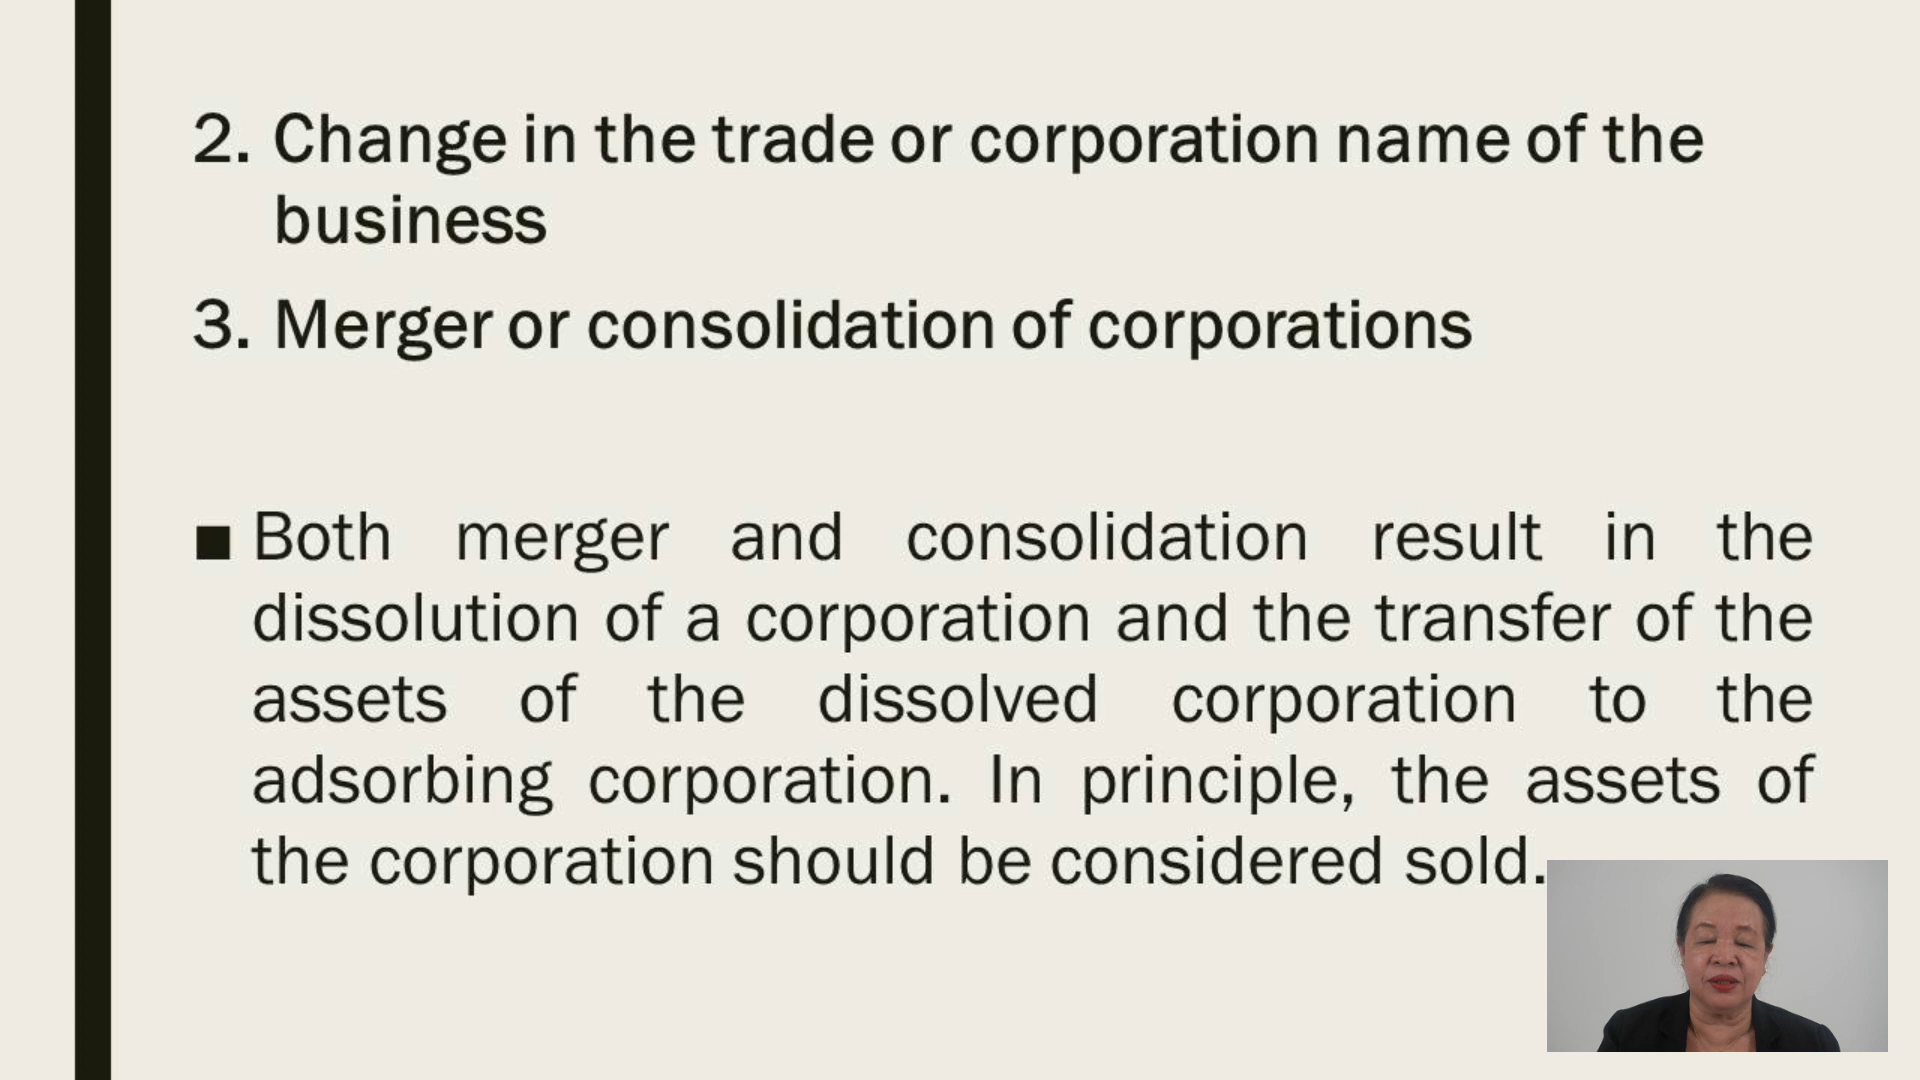 2. Change in the trade or corporation name of the
business
3. Merger or consolidation of corporations
■ Both merger and consolidation result in the
dissolution of a corporation and the transfer of the
assets of the dissolved corporation to the
adsorbing corporation. In principle, the assets of
the corporation should be considered sold.